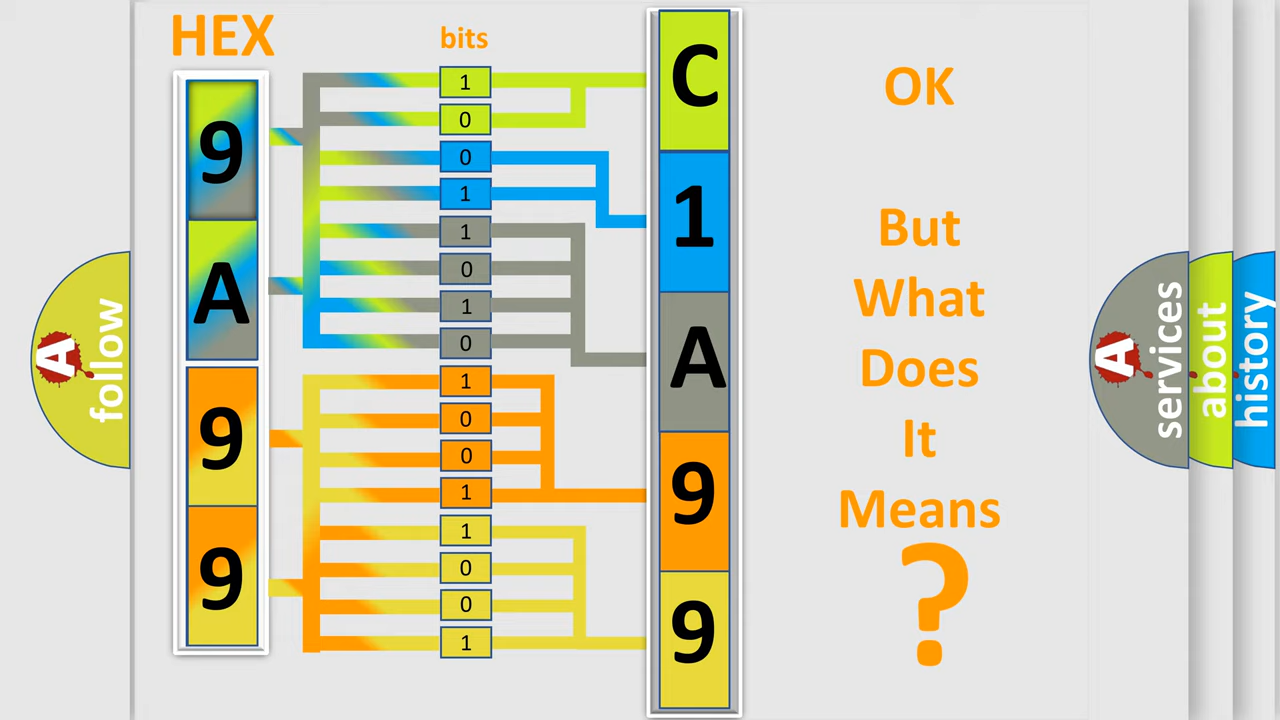 HEX
bits
9
A
9
9
1
0
0
1
1
0
1
0
1
0
0
1
1
0
0
1
C
1
A
9
9
OK
But
What
Does
It
Means
?
A
follow
A
services
about
history